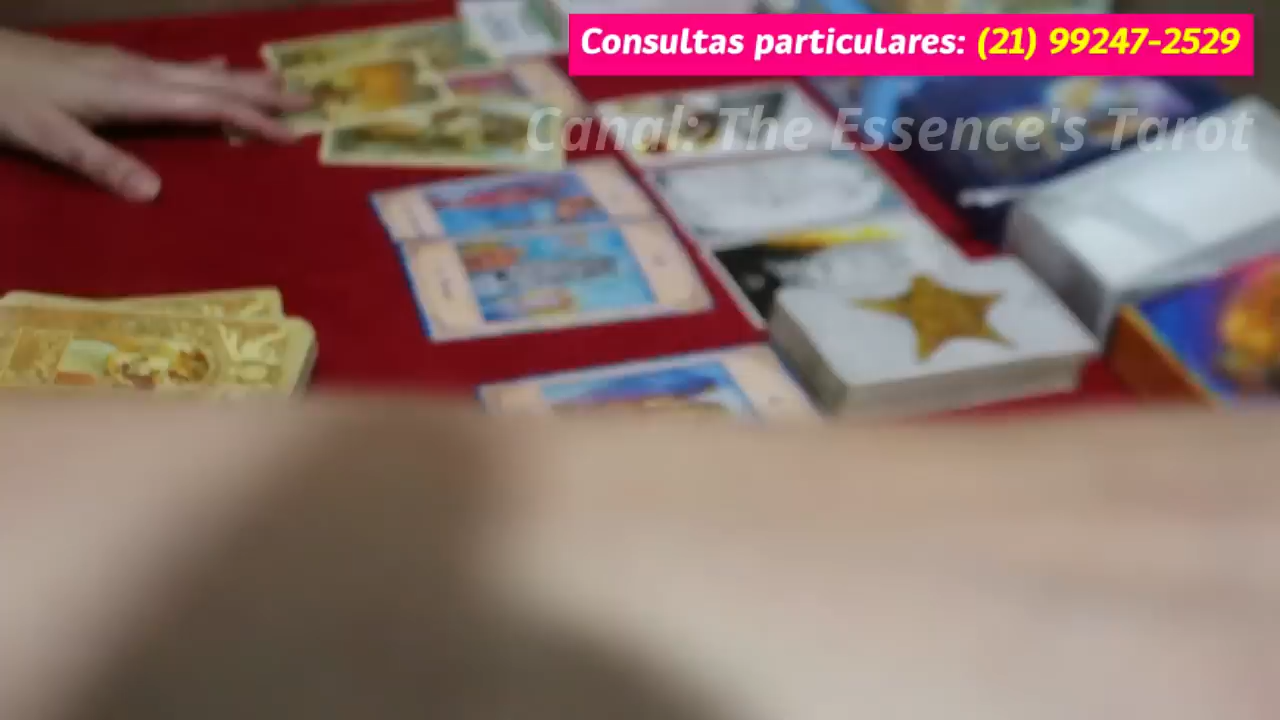 Consultas particulares: (21) 99247-2529
Canal: The Essence's Tarot